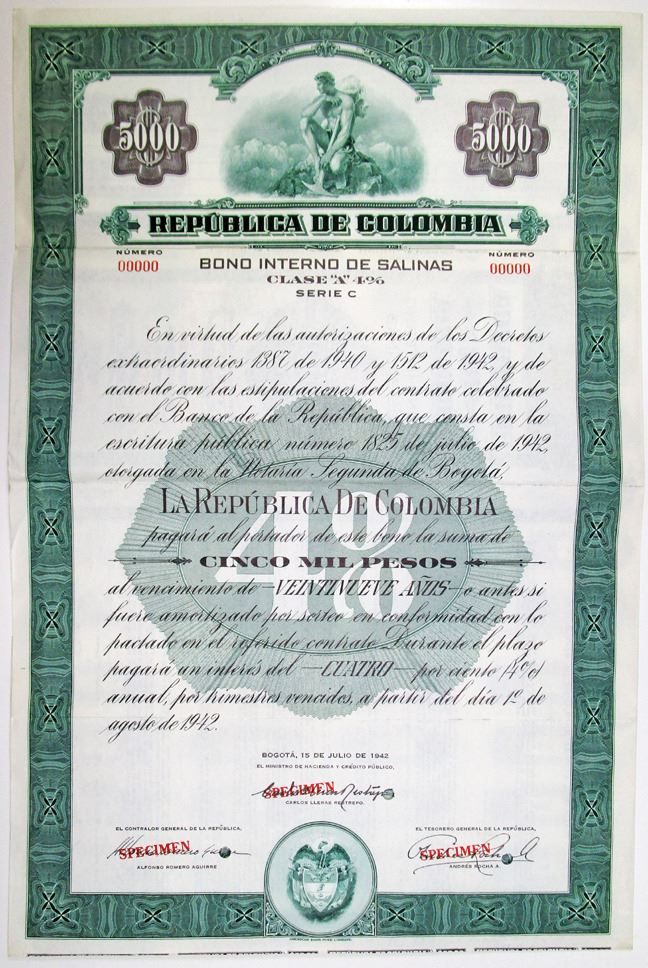 5000 5000
REPÚBLICA DE COLOMBIA
NÚMERO NÚMERO
00000 BONO INTERNO DE SALINAS 00000
CLASE "A" 4%
SERIE C
En virtud de las autorizaciones de los Decretos
extraordinarios 1387 de 1940 y 1512 de 1942, y de
acuerdo con las estipulaciones del contrato celebrado
con el Banco de la República, que consta en la
escritura pública número 1825 de julio de 1942,
otorgada en la Notaría Segunda de Bogotá,
LA REPÚBLICA DE COLOMBIA
pagará al portador de este bono la suma de
CINCO MIL PESOS
al vencimiento de —VEINTINUEVE AÑOS— o antes si
fuere amortizado por sorteo en conformidad con lo
pactado en el referido contrato. Durante el plazo
pagará un interés del —CUATRO— por ciento (4%)
anual, por trimestres vencidos, a partir del día 1º de
agosto de 1942.
4%
BOGOTÁ, 15 DE JULIO DE 1942
EL MINISTRO DE HACIENDA Y CRÉDITO PÚBLICO,
SPECIMEN
CARLOS LLERAS RESTREPO.
EL CONTRALOR GENERAL DE LA REPÚBLICA, EL TESORERO GENERAL DE LA REPÚBLICA,
SPECIMEN SPECIMEN
ALFONSO ROMERO AGUIRRE ANDRÉS ROCHA A.
AMERICAN BANK NOTE COMPANY.